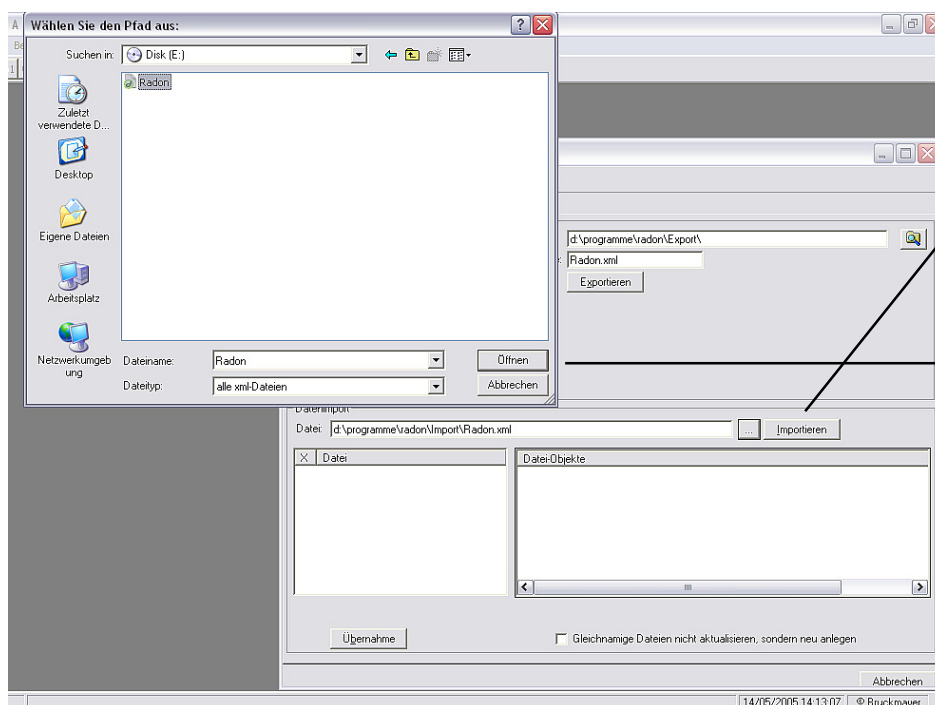 Wählen Sie den Pfad aus:
Suchen in:
Disk (E:)
Radon
Zuletzt
verwendete D...
Desktop
Eigene Dateien
Arbeitsplatz
Netzwerkumgeb
ung
Dateiname:
Radon
Öffnen
Dateityp:
alle xml-Dateien
Abbrechen
d:\programme\radon\Export\
Radon.xml
Exportieren
Datenimport
Datei: d:\programme\radon\Import\Radon.xml
...
Importieren
X Datei
Datei-Objekte
Übernahme
Gleichnamige Dateien nicht aktualisieren, sondern neu anlegen
Abbrechen
14/05/2005 14:13:07
© Bruckmayer